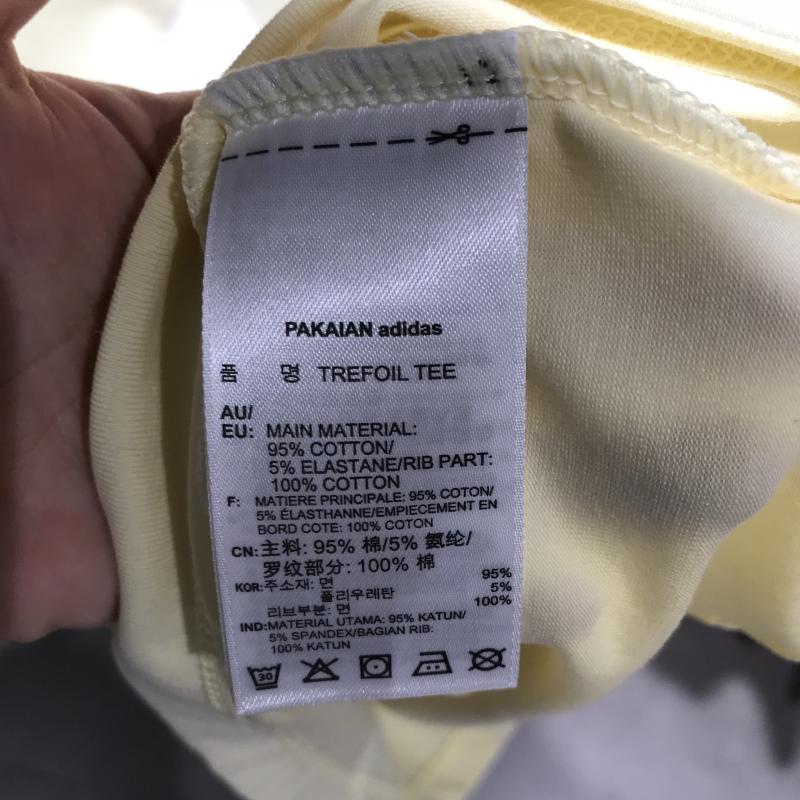 PAKAIAN adidas
품 명 TREFOIL TEE
AU/
EU: MAIN MATERIAL:
95% COTTON/
5% ELASTANE/RIB PART:
100% COTTON
F: MATIERE PRINCIPALE: 95% COTON/
5% ÉLASTHANNE/EMPIECEMENT EN
BORD COTE: 100% COTON
CN: 主料: 95% 棉/5% 氨纶/
罗纹部分: 100% 棉
KOR: 주소재: 면 95%
폴리우레탄 5%
리브부분: 면 100%
IND: MATERIAL UTAMA: 95% KATUN/
5% SPANDEX/BAGIAN RIB:
100% KATUN
30